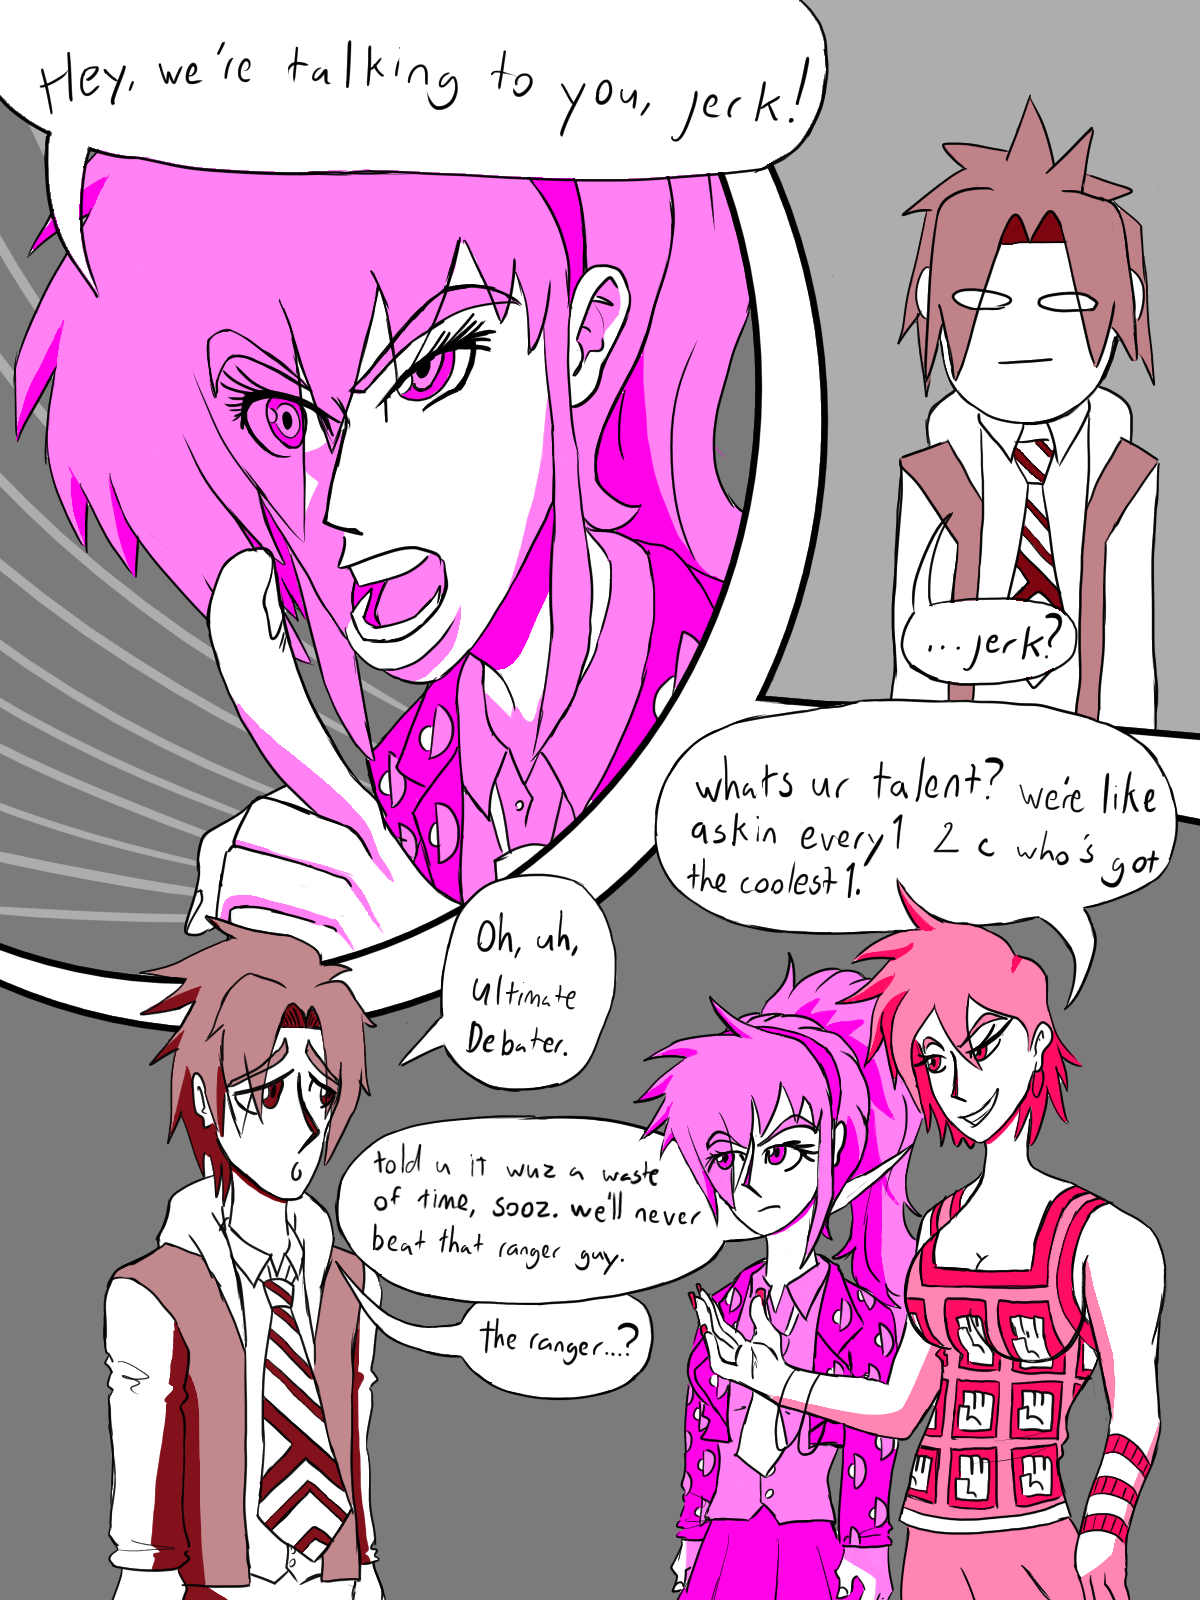 Hey, we're talking to you, jerk!
...jerk?
whats ur talent? we're like
askin every1 2 c who's got
the coolest1.
Oh, uh,
Ultimate
Debater.
told u it wuz a waste
of time, sooz. we'll never
beat that ranger guy.
the ranger...?